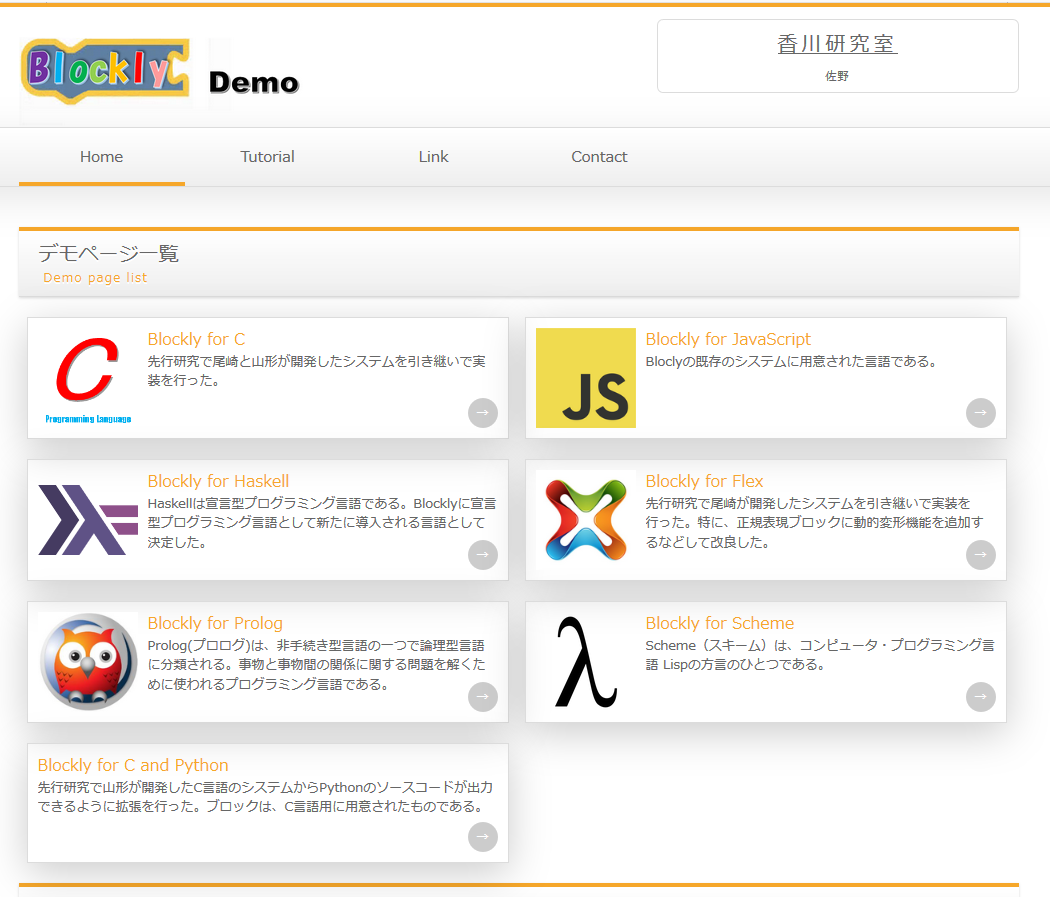 BlocklyC Demo
香川研究室
佐野
Home Tutorial Link Contact
デモページ一覧
Demo page list
C
Programming Language
Blockly for C
先行研究で尾崎と山形が開発したシステムを引き継いで実
装を行った。
→
JS
Blockly for JavaScript
Bloclyの既存のシステムに用意された言語である。
→
Blockly for Haskell
Haskellは宣言型プログラミング言語である。Blocklyに宣言
型プログラミング言語として新たに導入される言語として
決定した。
→
Blockly for Flex
先行研究で尾崎が開発したシステムを引き継いで実装を
行った。特に、正規表現ブロックに動的変形機能を追加す
るなどして改良した。
→
Blockly for Prolog
Prolog(プロログ)は、非手続き型言語の一つで論理型言語
に分類される。事物と事物間の関係に関する問題を解くた
めに使われるプログラミング言語である。
→
λ
Blockly for Scheme
Scheme（スキーム）は、コンピュータ・プログラミング言
語 Lispの方言のひとつである。
→
Blockly for C and Python
先行研究で山形が開発したC言語のシステムからPythonのソースコードが出力
できるように拡張を行った。ブロックは、C言語用に用意されたものである。
→